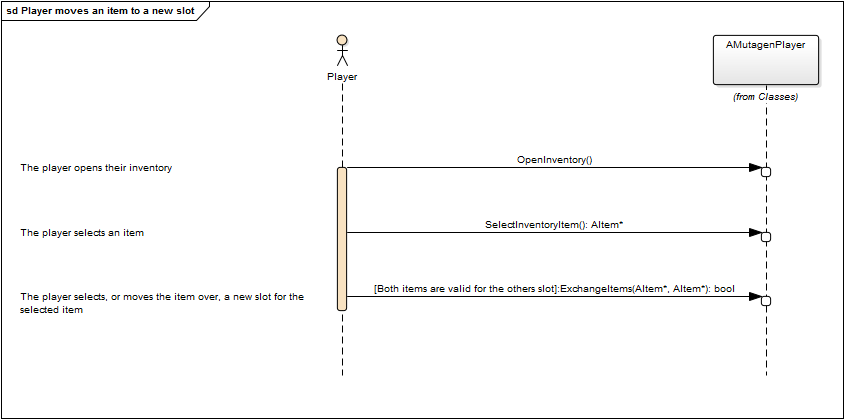 sd Player moves an item to a new slot
Player
AMutagenPlayer
(from Classes)
The player opens their inventory
OpenInventory()
The player selects an item
SelectInventoryItem(): AItem*
The player selects, or moves the item over, a new slot for the
selected item
[Both items are valid for the others slot]:ExchangeItems(AItem*, AItem*): bool